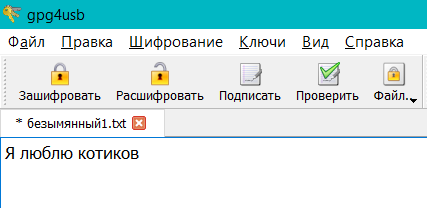 gpg4usb
Файл Правка Шифрование Ключи Вид Справка
Зашифровать Расшифровать Подписать Проверить Файл.
* безымянный1.txt
Я люблю котиков